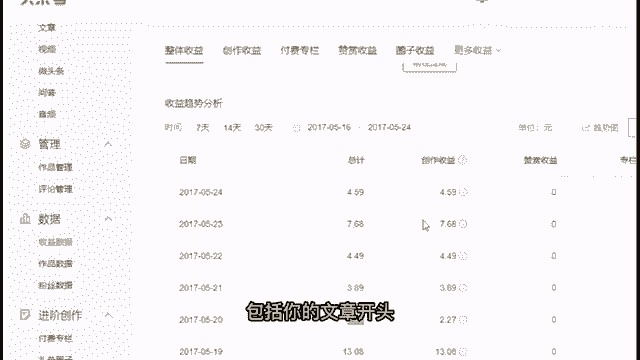 头条号
文章
视频
微头条
问答
音频
管理
作品管理
评论管理
数据
收益数据
作品数据
粉丝数据
进阶创作
付费专栏
整体收益 创作收益 付费专栏 赞赏收益 圈子收益 更多收益
收益趋势分析
时间 7天 14天 30天 2017-05-16 - 2017-05-24 单位：元 趋势图
日期 总计 创作收益 赞赏收益 专栏
2017-05-24 4.59 4.59 0
2017-05-23 7.68 7.68 0
2017-05-22 4.49 4.49 0
2017-05-21 3.89 3.89 0
2017-05-20 2.27 0
2017-05-19 13.08 13.08 0
包括你的文章开头